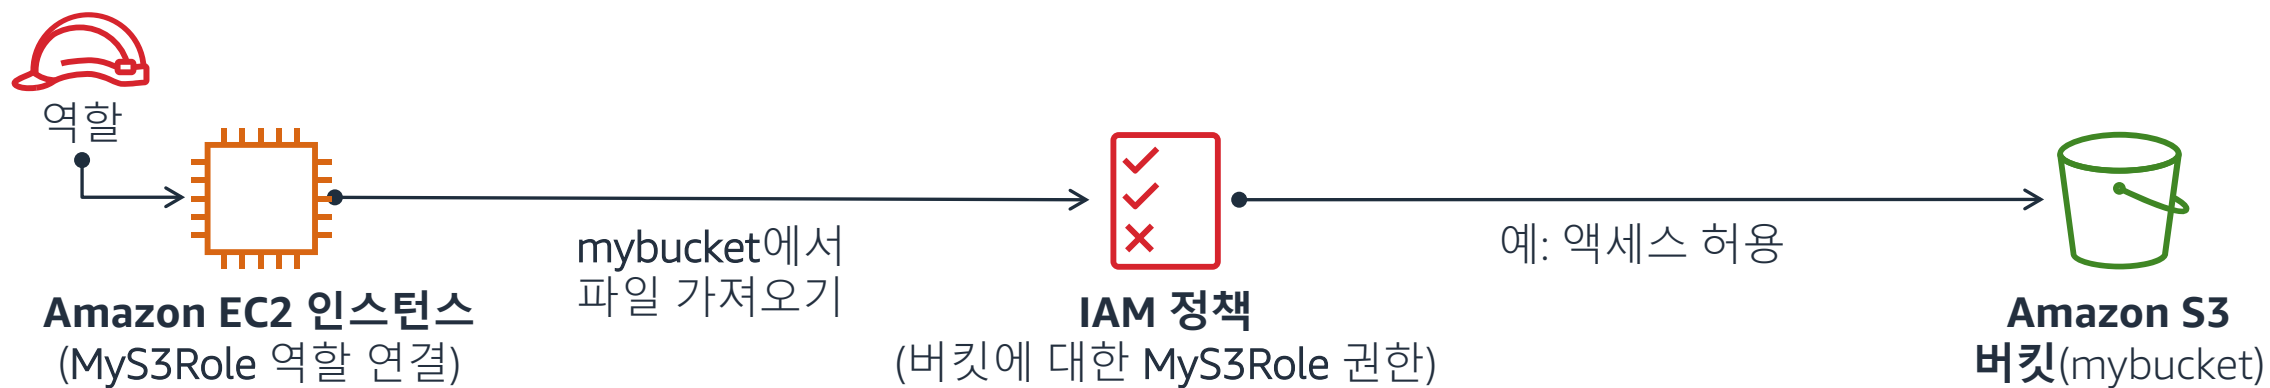 역할
mybucket에서
파일 가져오기
예: 액세스 허용
Amazon EC2 인스턴스
(MyS3Role 역할 연결)
IAM 정책
(버킷에 대한 MyS3Role 권한)
Amazon S3
버킷(mybucket)